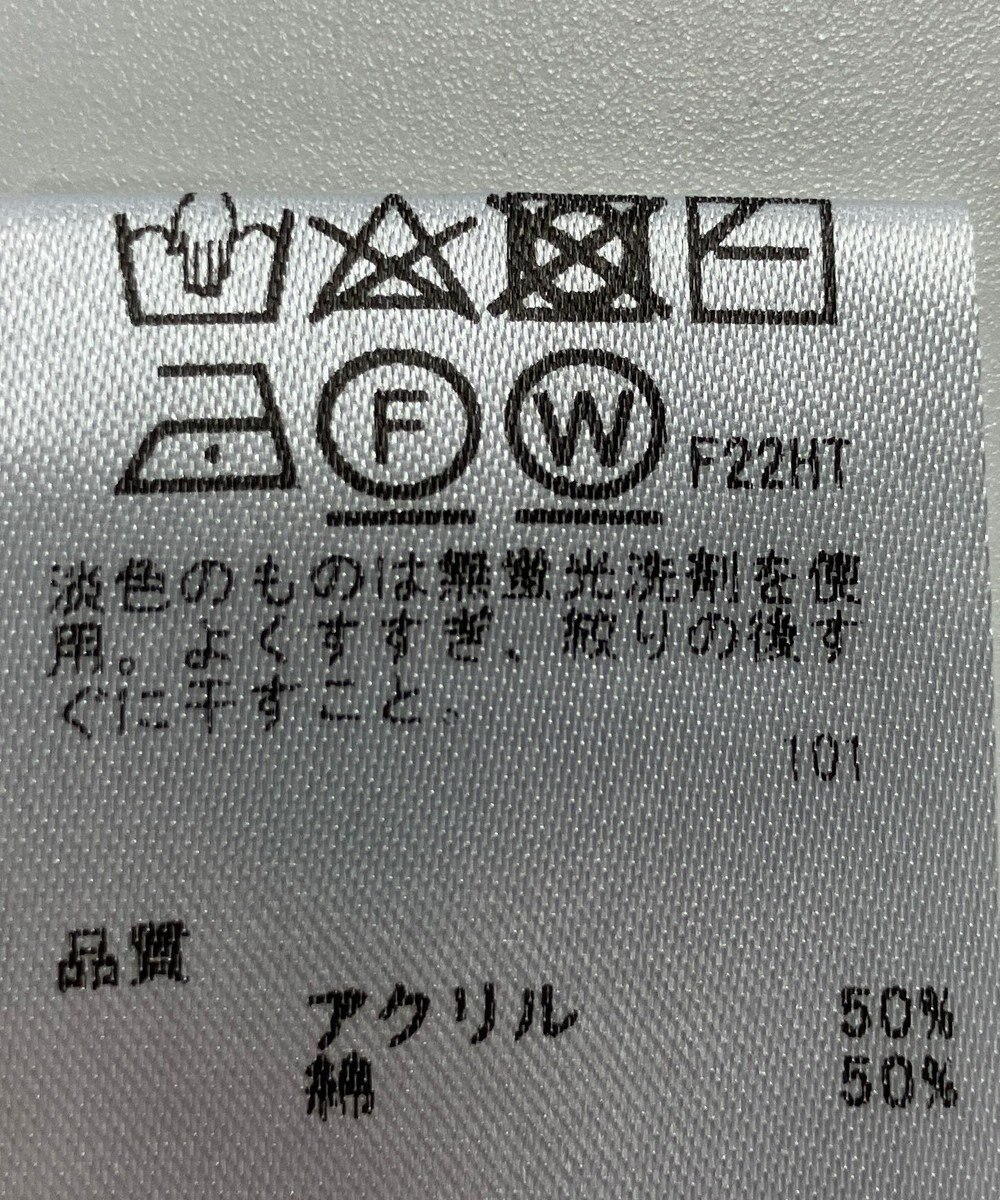 F W F22HT
淡色のものは無蛍光洗剤を使
用。よくすすぎ、絞りの後す
ぐに干すこと。
101
品質
アクリル 50%
綿 50%